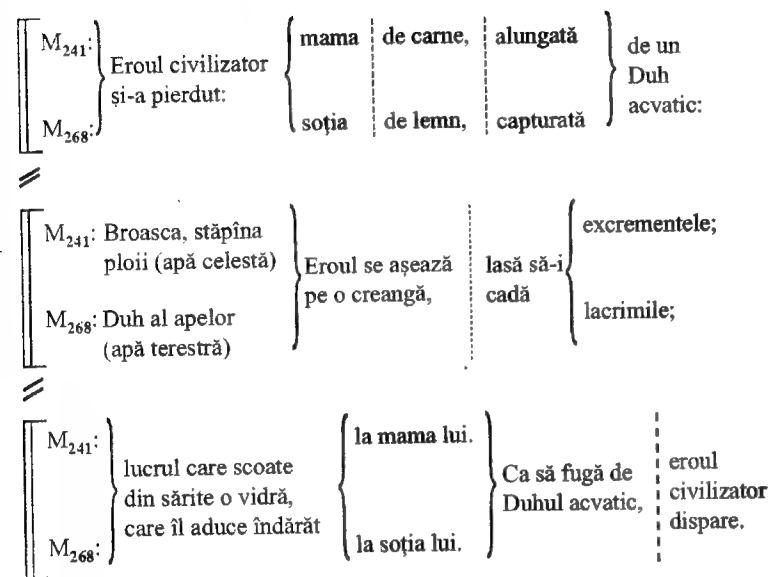 M241: mama de carne, alungată de un
Eroul civilizator Duh
și-a pierdut: acvatic:
M268: soția de lemn, capturată
M241: Broasca, stăpîna excrementele;
ploii (apă celestă) Eroul se așează lasă să-i
pe o creangă, cadă
M268: Duh al apelor lacrimile;
(apă terestră)
M241: la mama lui.
lucrul care scoate Ca să fugă de eroul
din sărite o vidră, Duhul acvatic, civilizator
care îl aduce îndărăt dispare.
M268: la soția lui.